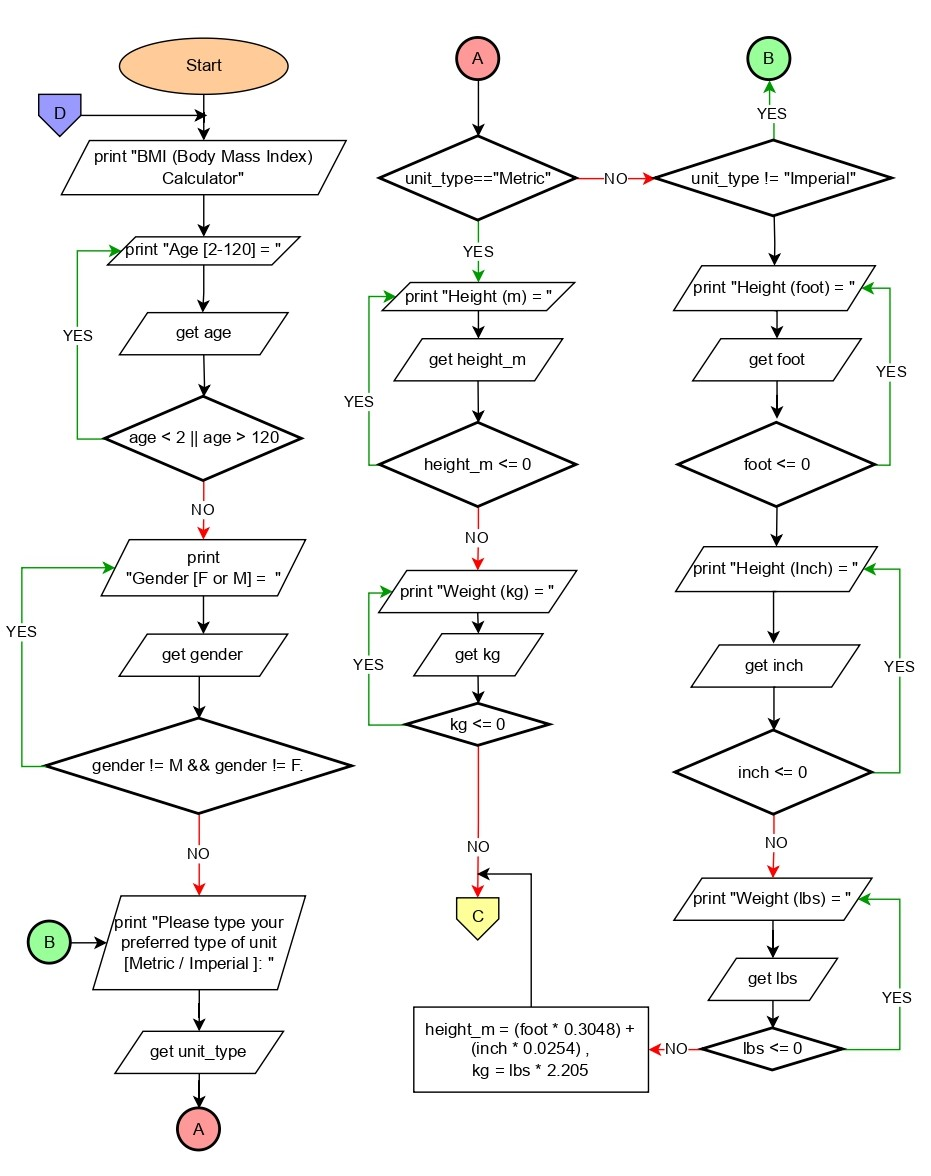 Start
D
print "BMI (Body Mass Index)
Calculator"
print "Age [2-120] = "
get age
YES
age < 2 || age > 120
NO
print
"Gender [F or M] =  "
YES
get gender
gender != M && gender != F.
NO
B
print "Please type your
preferred type of unit
[Metric / Imperial ]: "
get unit_type
A
A
unit_type=="Metric"
NO
YES
print "Height (m) = "
get height_m
YES
height_m <= 0
NO
print "Weight (kg) = "
get kg
YES
kg <= 0
NO
C
height_m = (foot * 0.3048) +
(inch * 0.0254) ,
kg = lbs * 2.205
B
YES
unit_type != "Imperial"
print "Height (foot) = "
get foot
YES
foot <= 0
print "Height (Inch) = "
get inch
YES
inch <= 0
NO
print "Weight (lbs) = "
get lbs
YES
lbs <= 0
NO